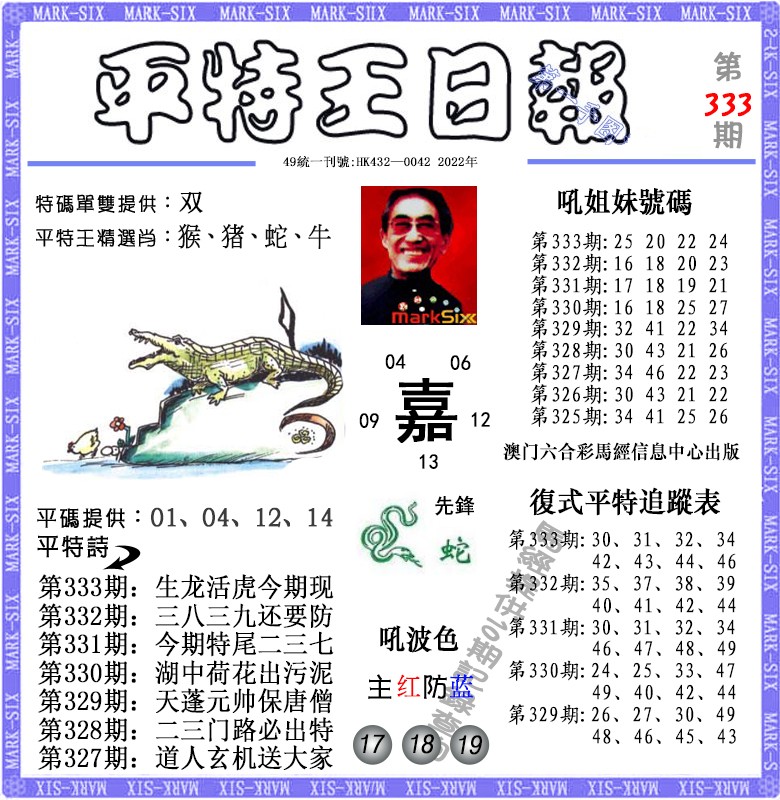 MARK-SIX MARK-SIX MARK-SIX MARK-SIX MARK-SIX MARK-SIX MARK-SIX MARK-SIX
平特王日報
第
333
期
49統一刊號:HK432—0042 2022年
特碼單雙提供：双
平特王精選肖：猴、猪、蛇、牛
MarkSix
04 06
09 嘉 12
13
吼姐妹號碼
第333期: 25 20 22 24
第332期: 16 18 20 23
第331期: 17 18 19 21
第330期: 16 18 25 27
第329期: 32 41 22 34
第328期: 30 43 21 26
第327期: 34 46 22 23
第326期: 30 43 21 22
第325期: 34 41 25 26
澳门六合彩馬經信息中心出版
平碼提供：01、04、12、14
平特詩
第333期：生龙活虎今期现
第332期：三八三九还要防
第331期：今期特尾二三七
第330期：湖中荷花出污泥
第329期：天蓬元帅保唐僧
第328期：二三门路必出特
第327期：道人玄机送大家
先鋒
蛇
吼波色
主红防蓝
17 18 19
復式平特追蹤表
第333期: 30、31、32、34
42、43、44、46
第332期: 35、37、38、39
40、41、42、44
第331期: 30、31、32、34
46、47、48、49
第330期: 24、25、33、47
49、40、42、44
第329期: 26、27、30、49
48、46、45、43